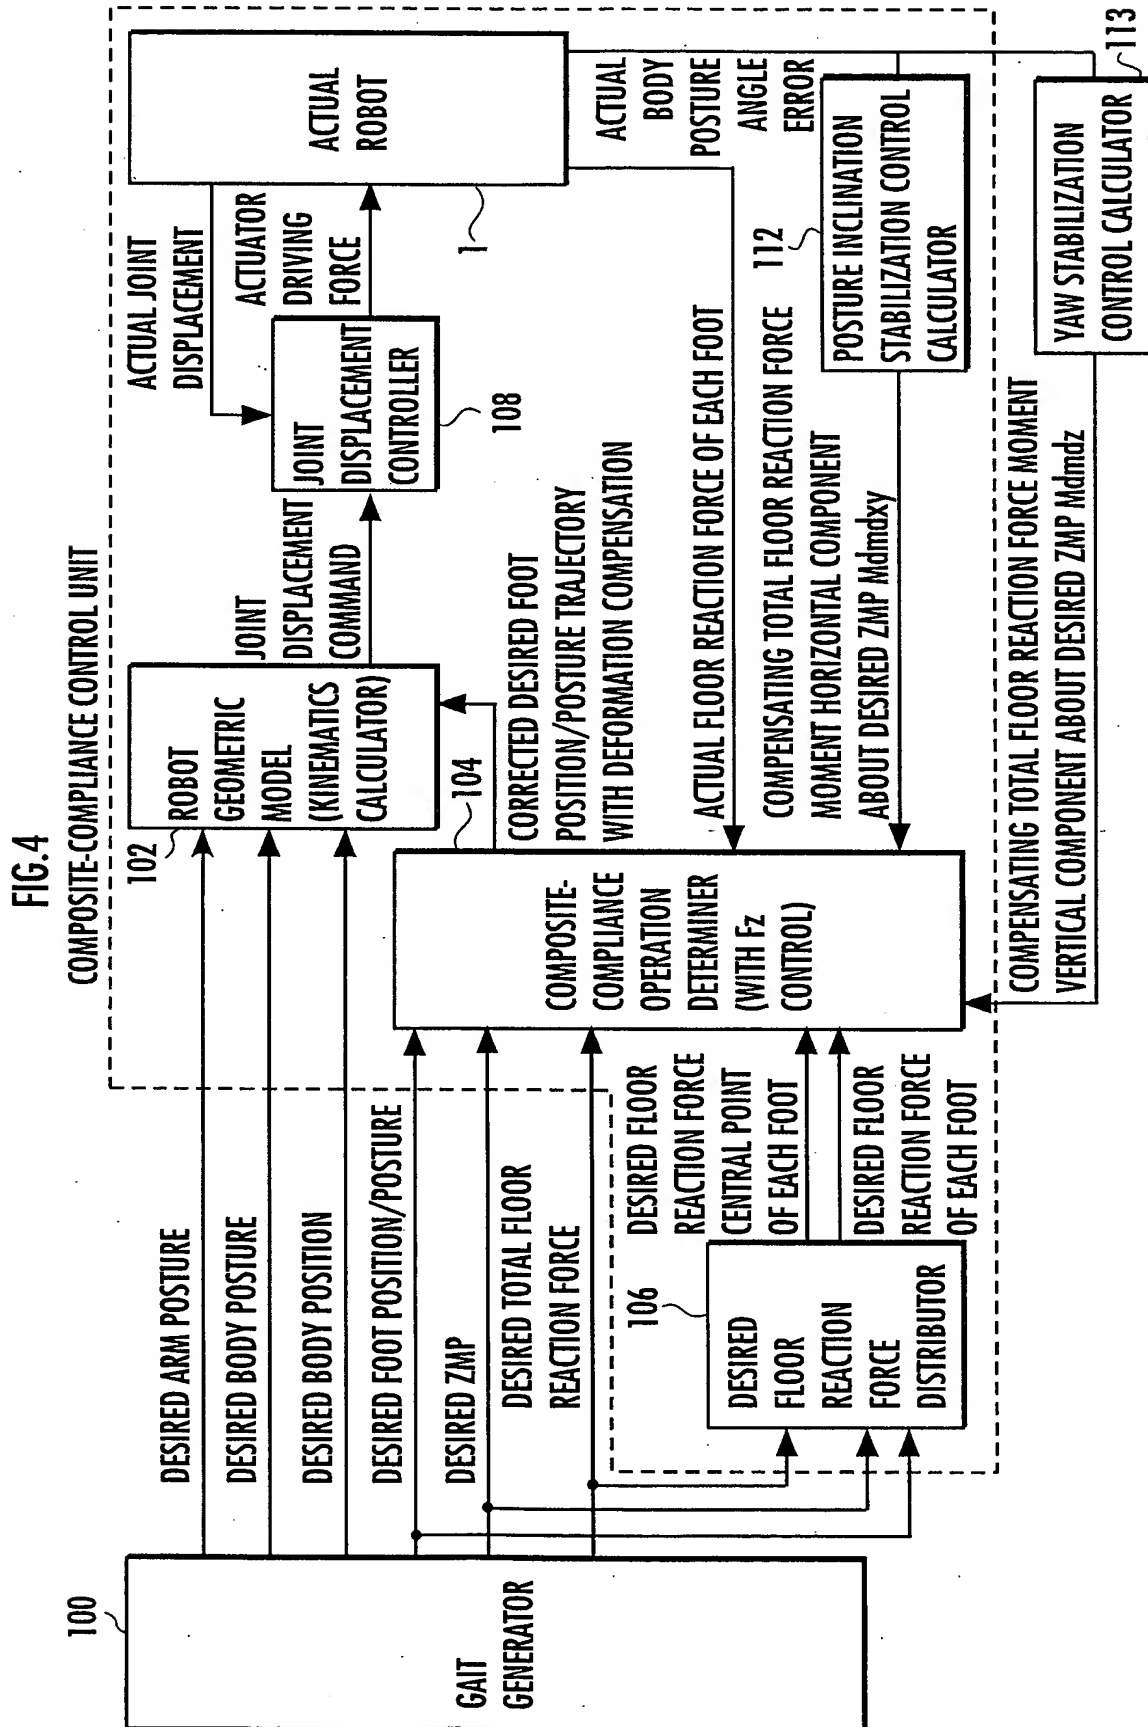 FIG.4
COMPOSITE-COMPLIANCE CONTROL UNIT
100
GAIT
GENERATOR
DESIRED ARM POSTURE
DESIRED BODY POSTURE
DESIRED BODY POSITION
DESIRED FOOT POSITION/POSTURE
DESIRED ZMP
DESIRED TOTAL FLOOR
REACTION FORCE
106
DESIRED
FLOOR
REACTION
FORCE
DISTRIBUTOR
DESIRED FLOOR
REACTION FORCE
CENTRAL POINT
OF EACH FOOT
DESIRED FLOOR
REACTION FORCE
OF EACH FOOT
102
ROBOT
GEOMETRIC
MODEL
(KINEMATICS
CALCULATOR)
104
COMPOSITE-
COMPLIANCE
OPERATION
DETERMINER
(WITH Fz
CONTROL)
CORRECTED DESIRED FOOT
POSITION/POSTURE TRAJECTORY
WITH DEFORMATION COMPENSATION
JOINT
DISPLACEMENT
COMMAND
JOINT
DISPLACEMENT
CONTROLLER
108
ACTUAL JOINT
DISPLACEMENT
ACTUATOR
DRIVING
FORCE
ACTUAL
ROBOT
1
ACTUAL FLOOR REACTION FORCE OF EACH FOOT
ACTUAL
BODY
POSTURE
ANGLE
ERROR
COMPENSATING TOTAL FLOOR REACTION FORCE
MOMENT HORIZONTAL COMPONENT
ABOUT DESIRED ZMP Mdmdxy
112
POSTURE INCLINATION
STABILIZATION CONTROL
CALCULATOR
COMPENSATING TOTAL FLOOR REACTION FORCE MOMENT
VERTICAL COMPONENT ABOUT DESIRED ZMP Mdmdz
YAW STABILIZATION
CONTROL CALCULATOR
113